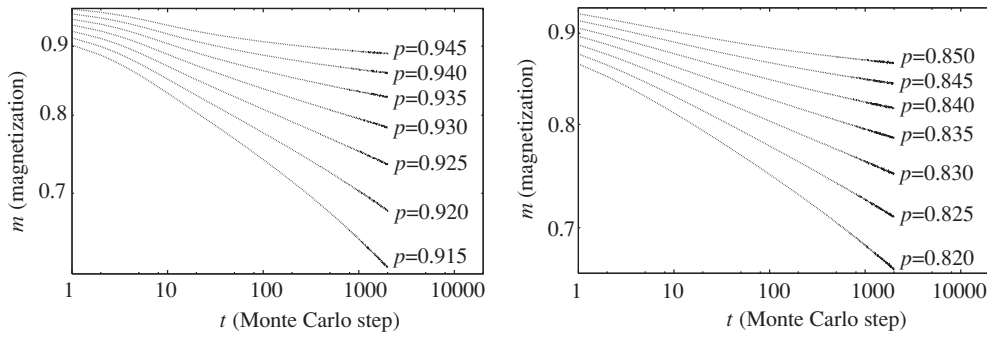 0.9
0.8
0.7
m (magnetization)
p=0.945
p=0.940
p=0.935
p=0.930
p=0.925
p=0.920
p=0.915
1 10 100 1000 10000
t (Monte Carlo step)
0.9
0.8
0.7
m (magnetization)
p=0.850
p=0.845
p=0.840
p=0.835
p=0.830
p=0.825
p=0.820
1 10 100 1000 10000
t (Monte Carlo step)